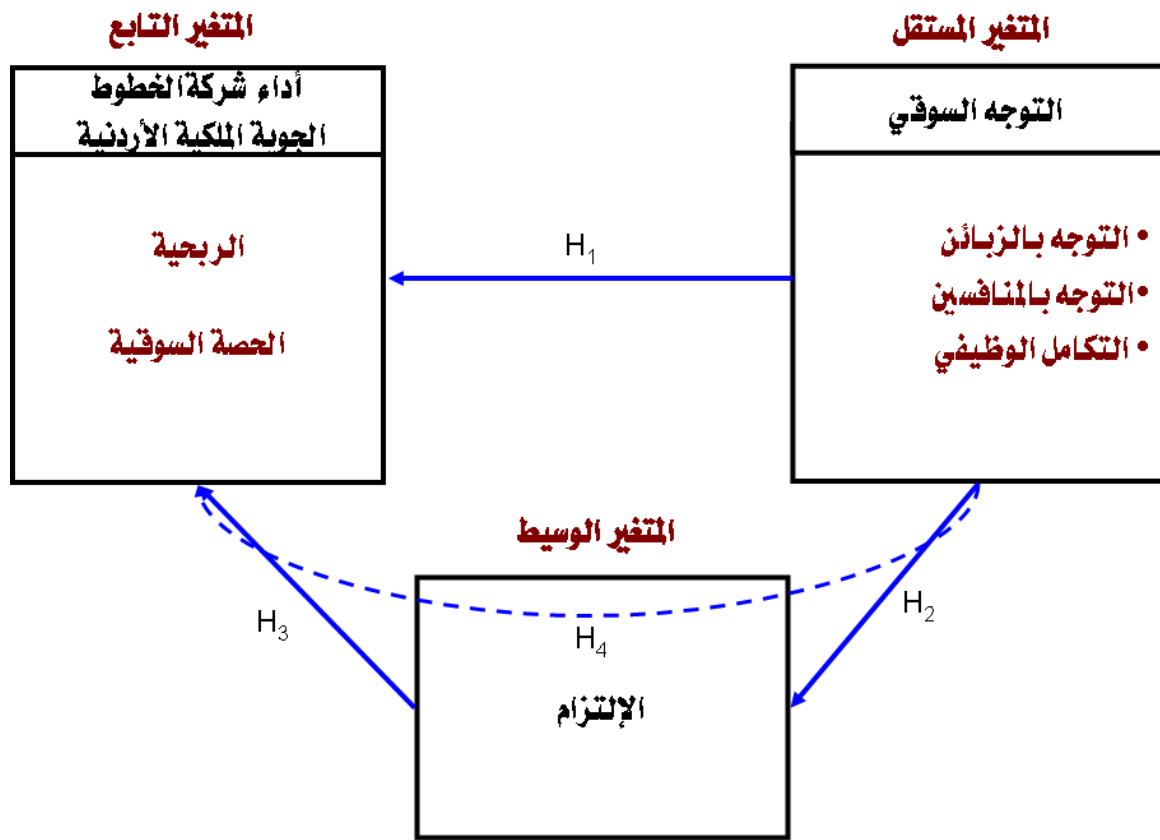 المتغير المستقل
التوجه السوقي
• التوجه بالزبائن
• التوجه بالمنافسين
• التكامل الوظيفي
المتغير التابع
أداء شركة الخطوط
الجوية الملكية الأردنية
الربحية
الحصة السوقية
H₁
المتغير الوسيط
الإلتزام
H₂
H₃
H₄